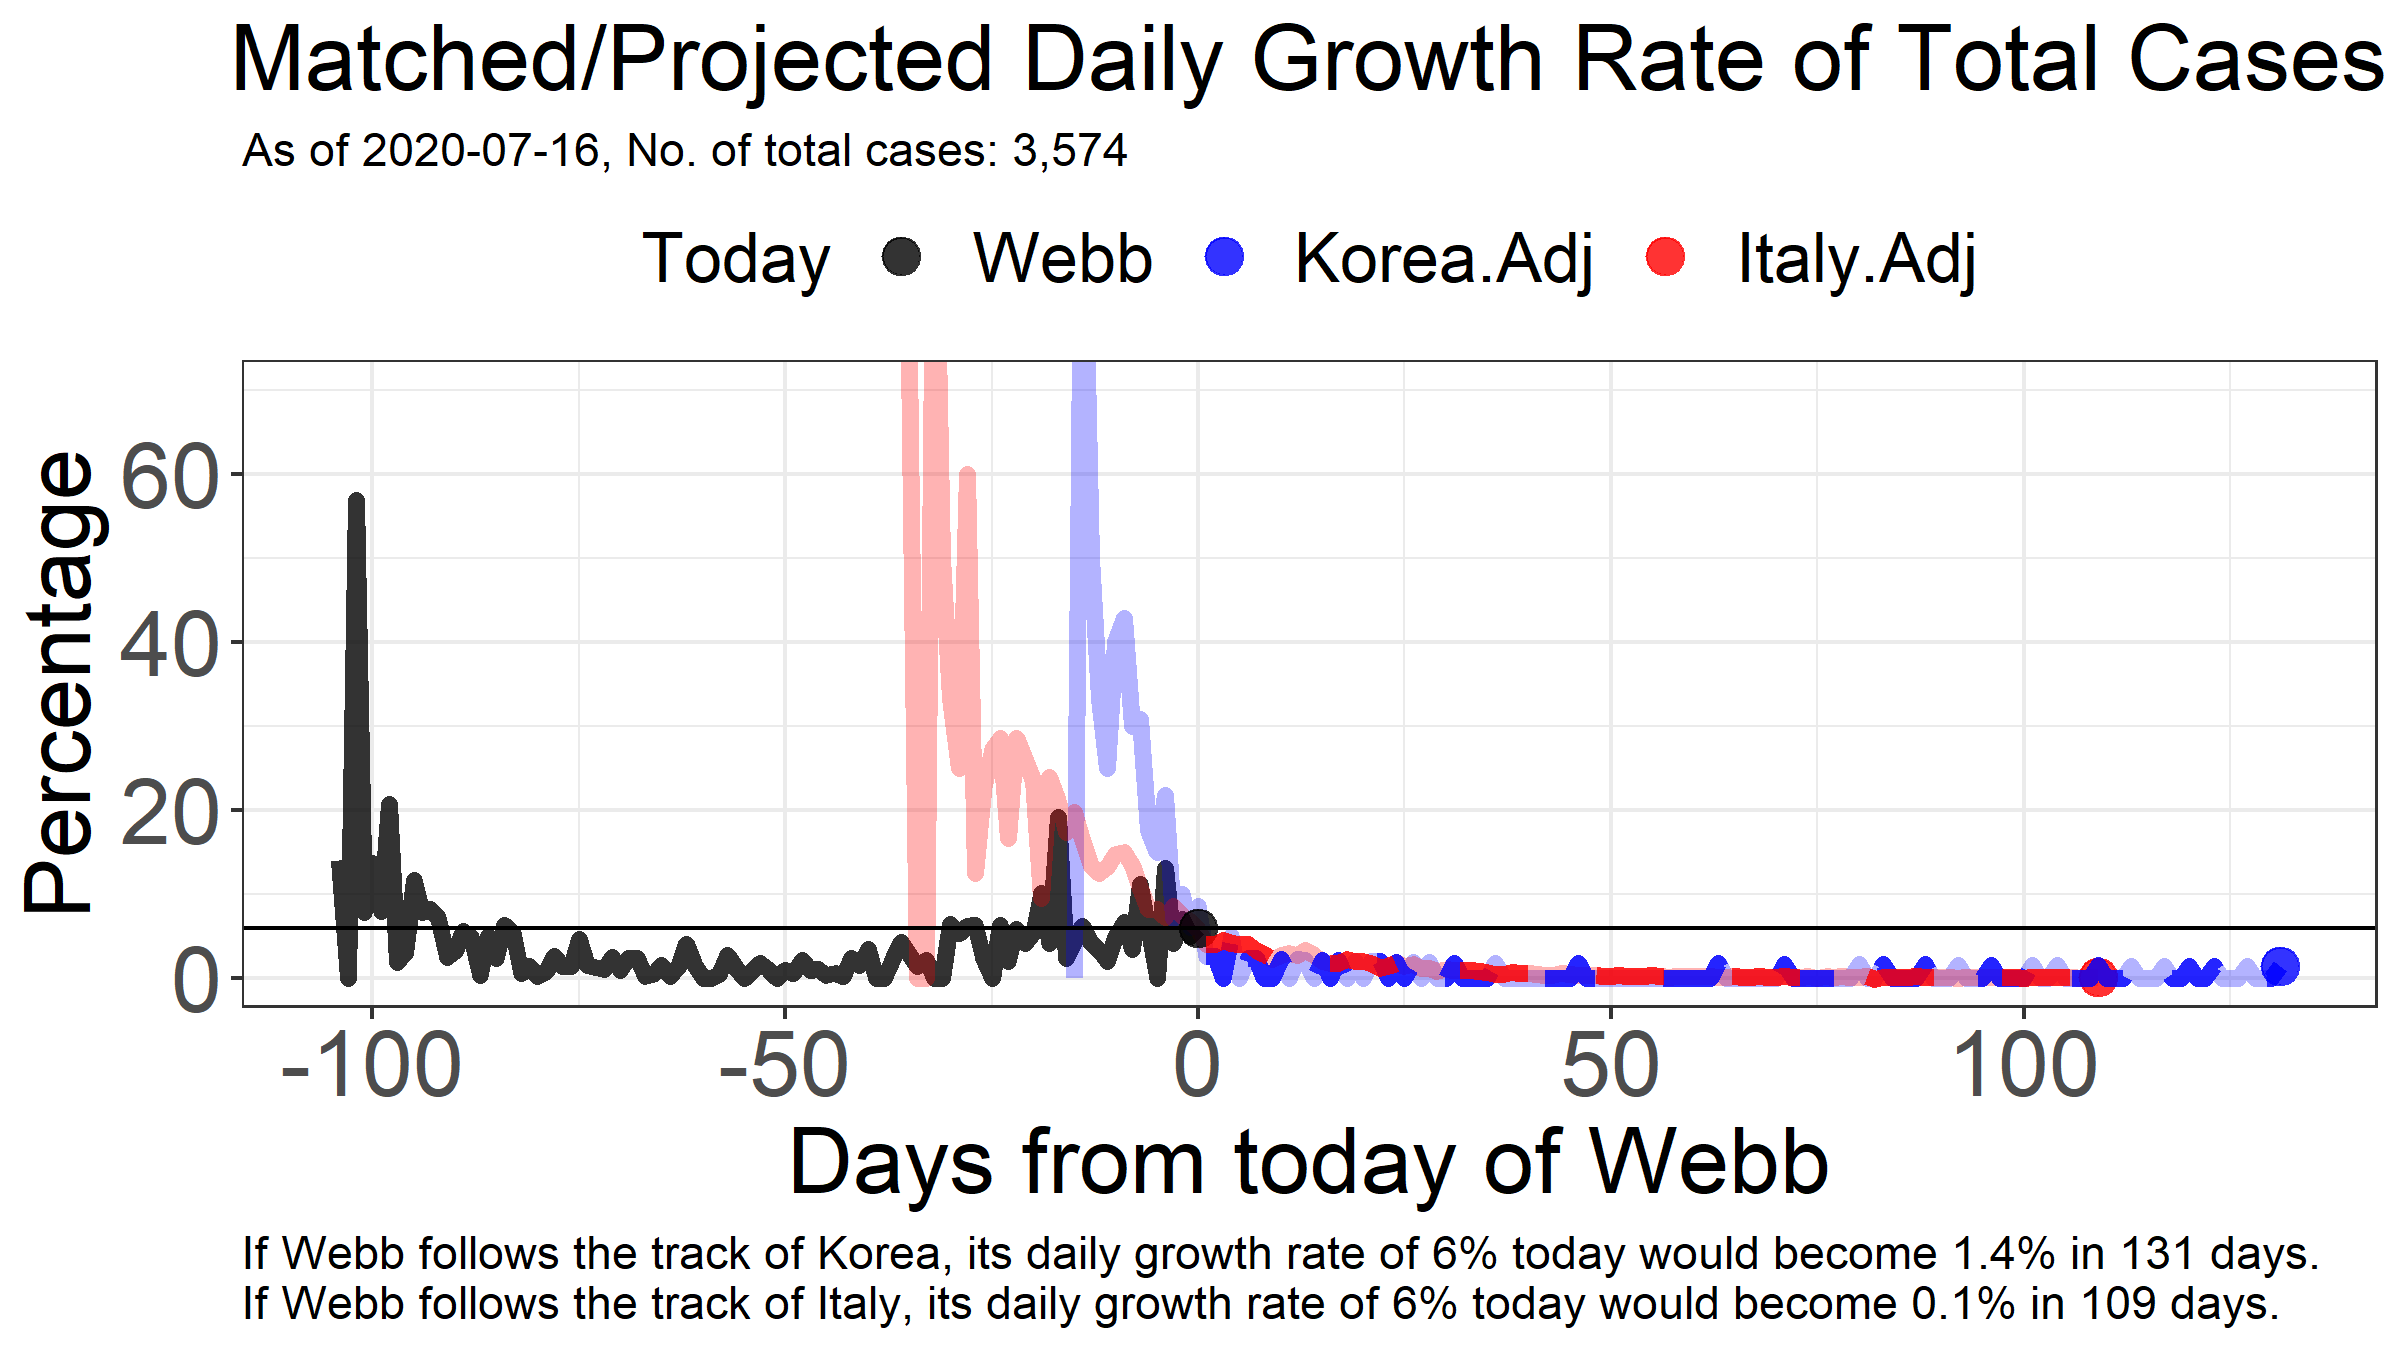 Matched/Projected Daily Growth Rate of Total Cases
As of 2020-07-16, No. of total cases: 3,574
Today Webb Korea.Adj Italy.Adj
Percentage
60
40
20
0
-100 -50 0 50 100
Days from today of Webb
If Webb follows the track of Korea, its daily growth rate of 6% today would become 1.4% in 131 days.
If Webb follows the track of Italy, its daily growth rate of 6% today would become 0.1% in 109 days.